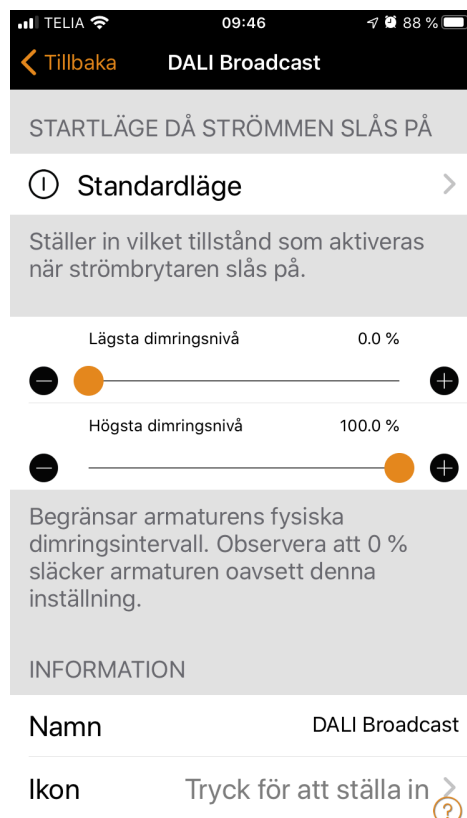 TELIA 09:46 88 %
Tillbaka DALI Broadcast
STARTLÄGE DÅ STRÖMMEN SLÅS PÅ
Standardläge
Ställer in vilket tillstånd som aktiveras
när strömbrytaren slås på.
Lägsta dimringsnivå 0.0 %
Högsta dimringsnivå 100.0 %
Begränsar armaturens fysiska
dimringsintervall. Observera att 0 %
släcker armaturen oavsett denna
inställning.
INFORMATION
Namn DALI Broadcast
Ikon Tryck för att ställa in
?